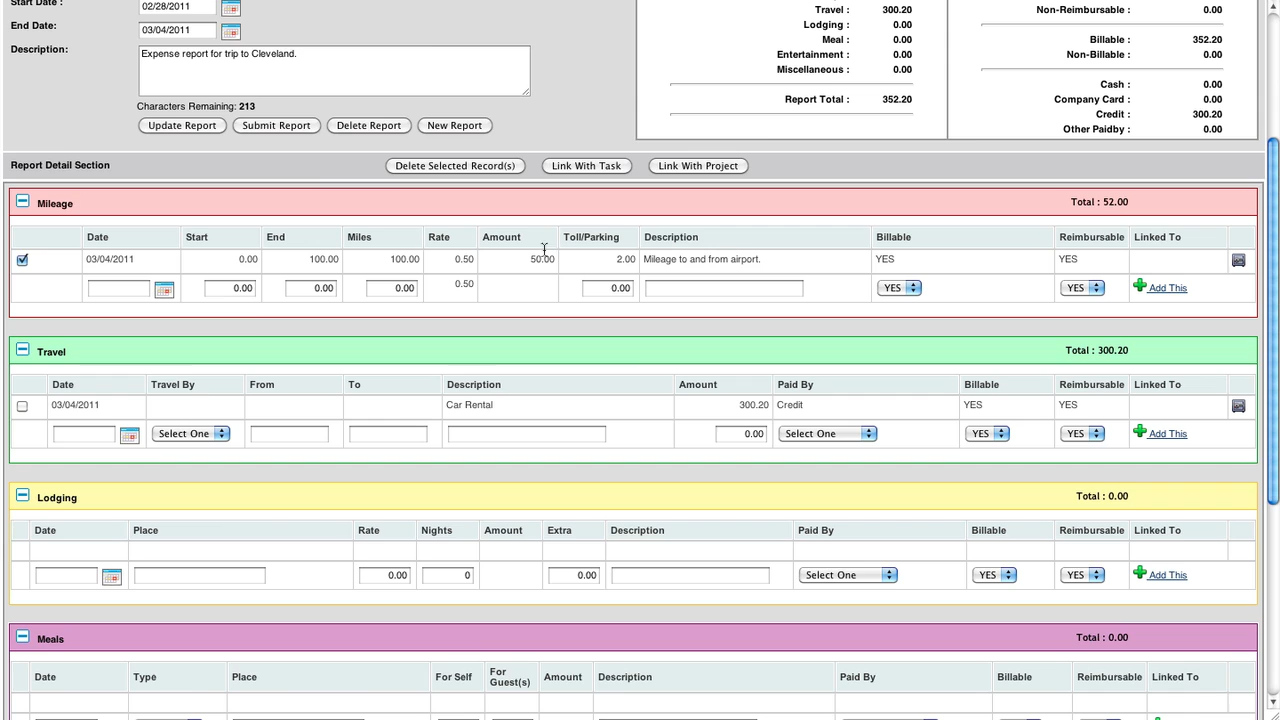 Start Date :
02/28/2011
End Date:
03/04/2011
Description:
Expense report for trip to Cleveland.
Characters Remaining: 213
Update Report Submit Report Delete Report New Report
Travel : 300.20
Lodging : 0.00
Meal : 0.00
Entertainment : 0.00
Miscellaneous : 0.00
Report Total : 352.20
Non-Reimbursable : 0.00
Billable : 352.20
Non-Billable : 0.00
Cash : 0.00
Company Card : 0.00
Credit : 300.20
Other Paidby : 0.00
Report Detail Section Delete Selected Record(s) Link With Task Link With Project
Mileage Total : 52.00
Date Start End Miles Rate Amount Toll/Parking Description Billable Reimbursable Linked To
03/04/2011 0.00 100.00 100.00 0.50 50.00 2.00 Mileage to and from airport. YES YES
0.00 0.00 0.00 0.50 0.00 YES YES Add This
Travel Total : 300.20
Date Travel By From To Description Amount Paid By Billable Reimbursable Linked To
03/04/2011 Car Rental 300.20 Credit YES YES
Select One 0.00 Select One YES YES Add This
Lodging Total : 0.00
Date Place Rate Nights Amount Extra Description Paid By Billable Reimbursable Linked To
0.00 0 0.00 Select One YES YES Add This
Meals Total : 0.00
Date Type Place For Self For Guest(s) Amount Description Paid By Billable Reimbursable Linked To